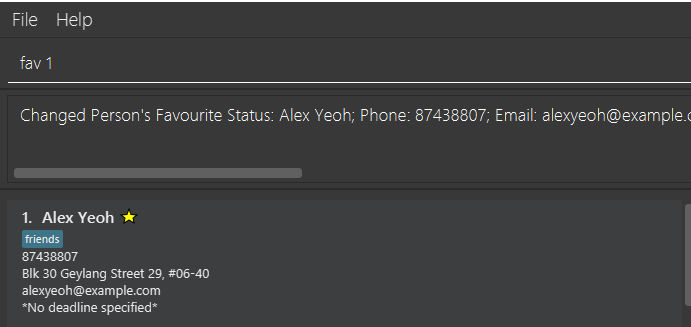 File Help
fav 1
Changed Person's Favourite Status: Alex Yeoh; Phone: 87438807; Email: alexyeoh@example.c
1. Alex Yeoh
friends
87438807
Blk 30 Geylang Street 29, #06-40
alexyeoh@example.com
*No deadline specified*